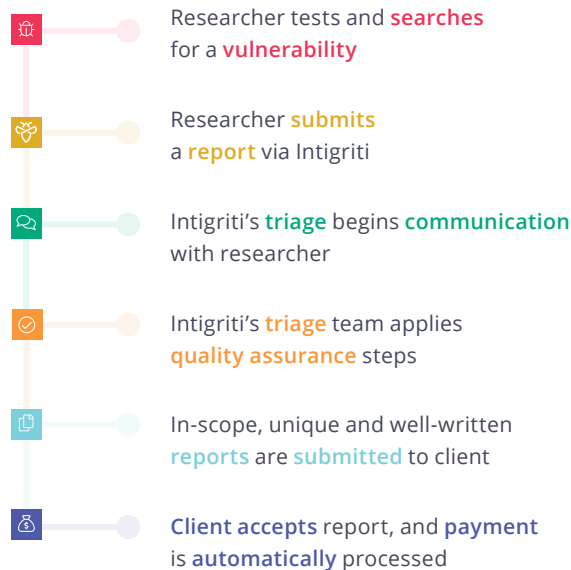 Researcher tests and searches
for a vulnerability
Researcher submits
a report via Intigriti
Intigriti’s triage begins communication
with researcher
Intigriti’s triage team applies
quality assurance steps
In-scope, unique and well-written
reports are submitted to client
Client accepts report, and payment
is automatically processed